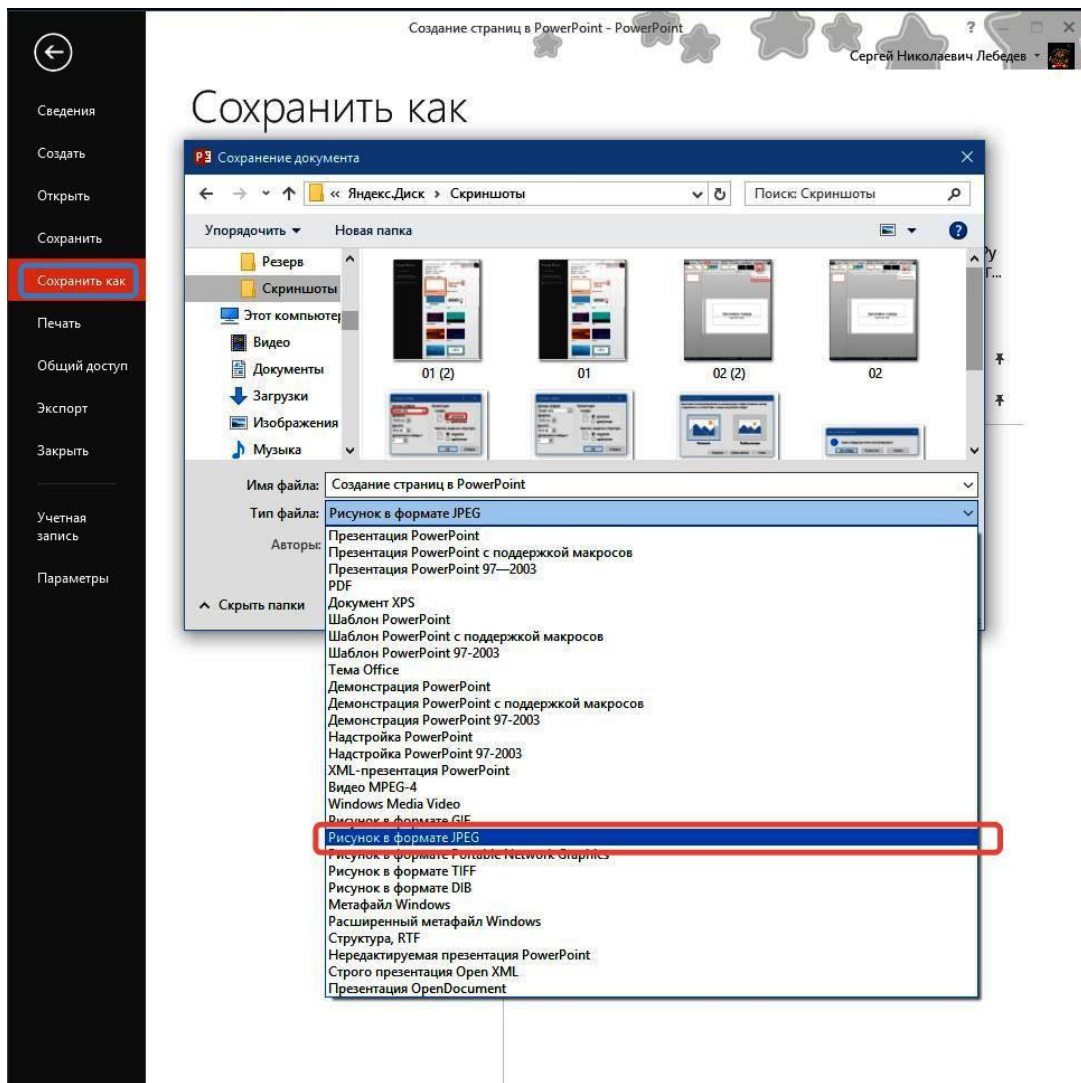 Создание страниц в PowerPoint - PowerPoint
?
Сергей Николаевич Лебедев
Сведения
Создать
Открыть
Сохранить
Сохранить как
Печать
Общий доступ
Экспорт
Закрыть
Учетная
запись
Параметры
Сохранить как
Сохранение документа
« Яндекс.Диск › Скриншоты
Поиск: Скриншоты
Упорядочить
Новая папка
Резерв
Скриншоты
Этот компьютер
Видео
Документы
Загрузки
Изображения
Музыка
01 (2)
01
02 (2)
02
Имя файла: Создание страниц в PowerPoint
Тип файла: Рисунок в формате JPEG
Авторы:
Скрыть папки
Презентация PowerPoint
Презентация PowerPoint с поддержкой макросов
Презентация PowerPoint 97—2003
PDF
Документ XPS
Шаблон PowerPoint
Шаблон PowerPoint с поддержкой макросов
Шаблон PowerPoint 97-2003
Тема Office
Демонстрация PowerPoint
Демонстрация PowerPoint с поддержкой макросов
Демонстрация PowerPoint 97-2003
Надстройка PowerPoint
Надстройка PowerPoint 97-2003
XML-презентация PowerPoint
Видео MPEG-4
Windows Media Video
Рисунок в формате GIF
Рисунок в формате JPEG
Рисунок в формате Portable Network Graphics
Рисунок в формате TIFF
Рисунок в формате DIB
Метафайл Windows
Расширенный метафайл Windows
Структура, RTF
Нередактируемая презентация PowerPoint
Строго презентация Open XML
Презентация OpenDocument